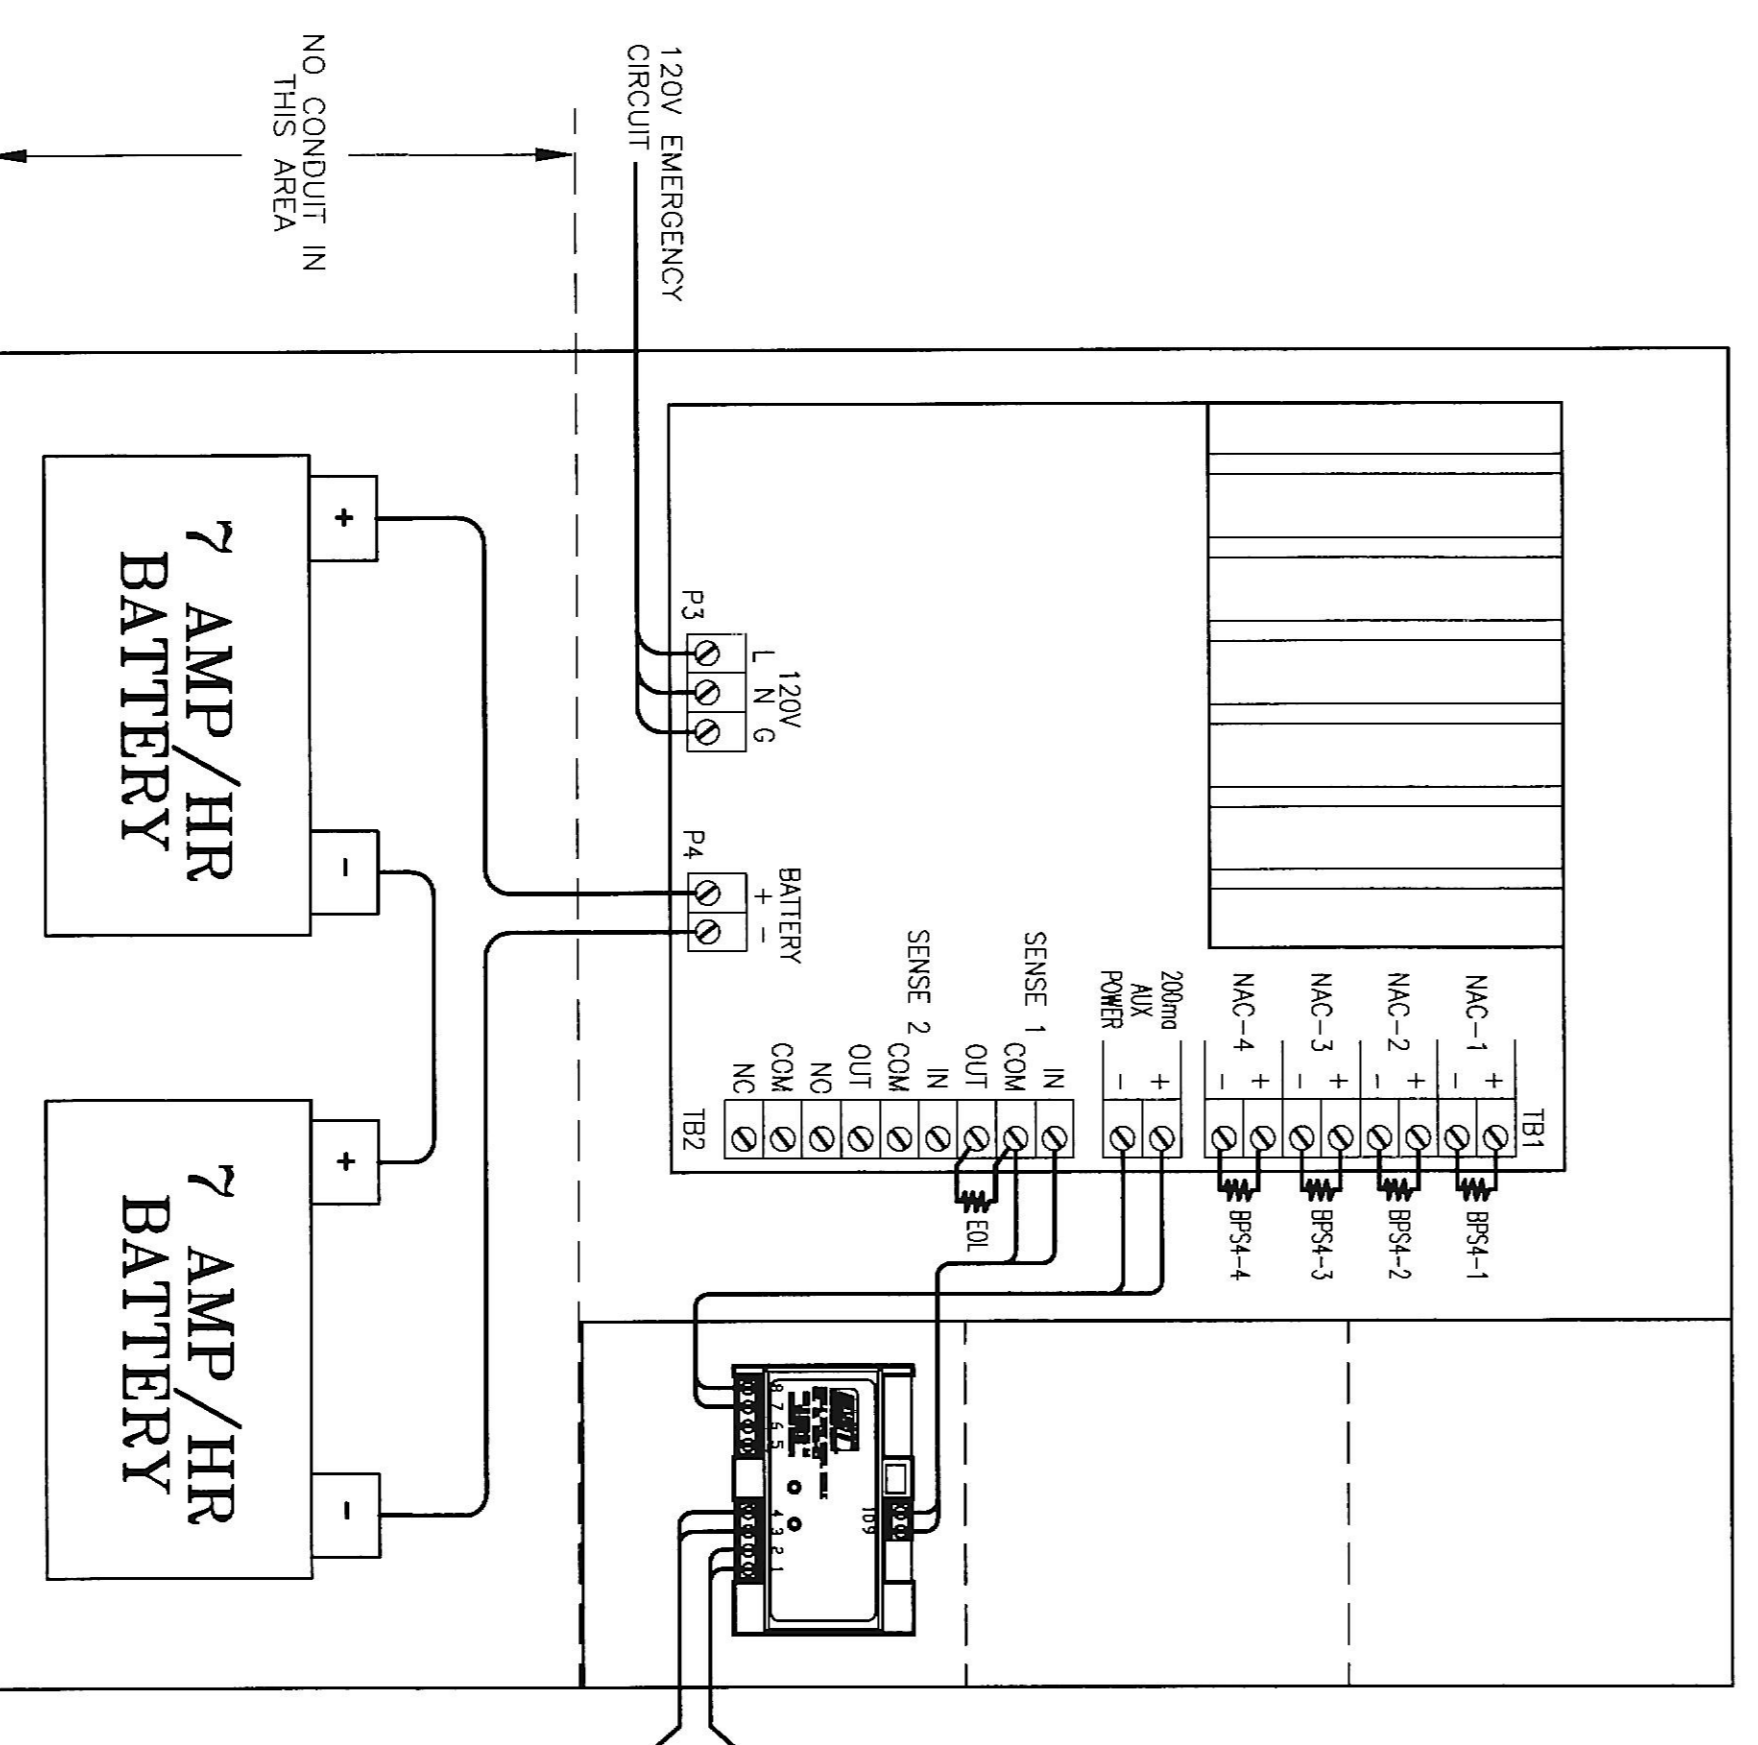 120V EMERGENCY
CIRCUIT
NO CONDUIT IN
THIS AREA
P3
L N G
120V
P4
+ -
BATTERY
SENSE 1
SENSE 2
200ma
AUX
POWER
+
-
NAC-4
NAC-3
NAC-2
NAC-1
- + - + - + - +
TB1
NC
COM
NO
OUT
COM
IN
OUT
COM
IN
TB2
EOL
BPS4-4
BPS4-3
BPS4-2
BPS4-1
+
-
7 AMP/HR
BATTERY
+
-
7 AMP/HR
BATTERY
8 7 6 5
4 3 2 1